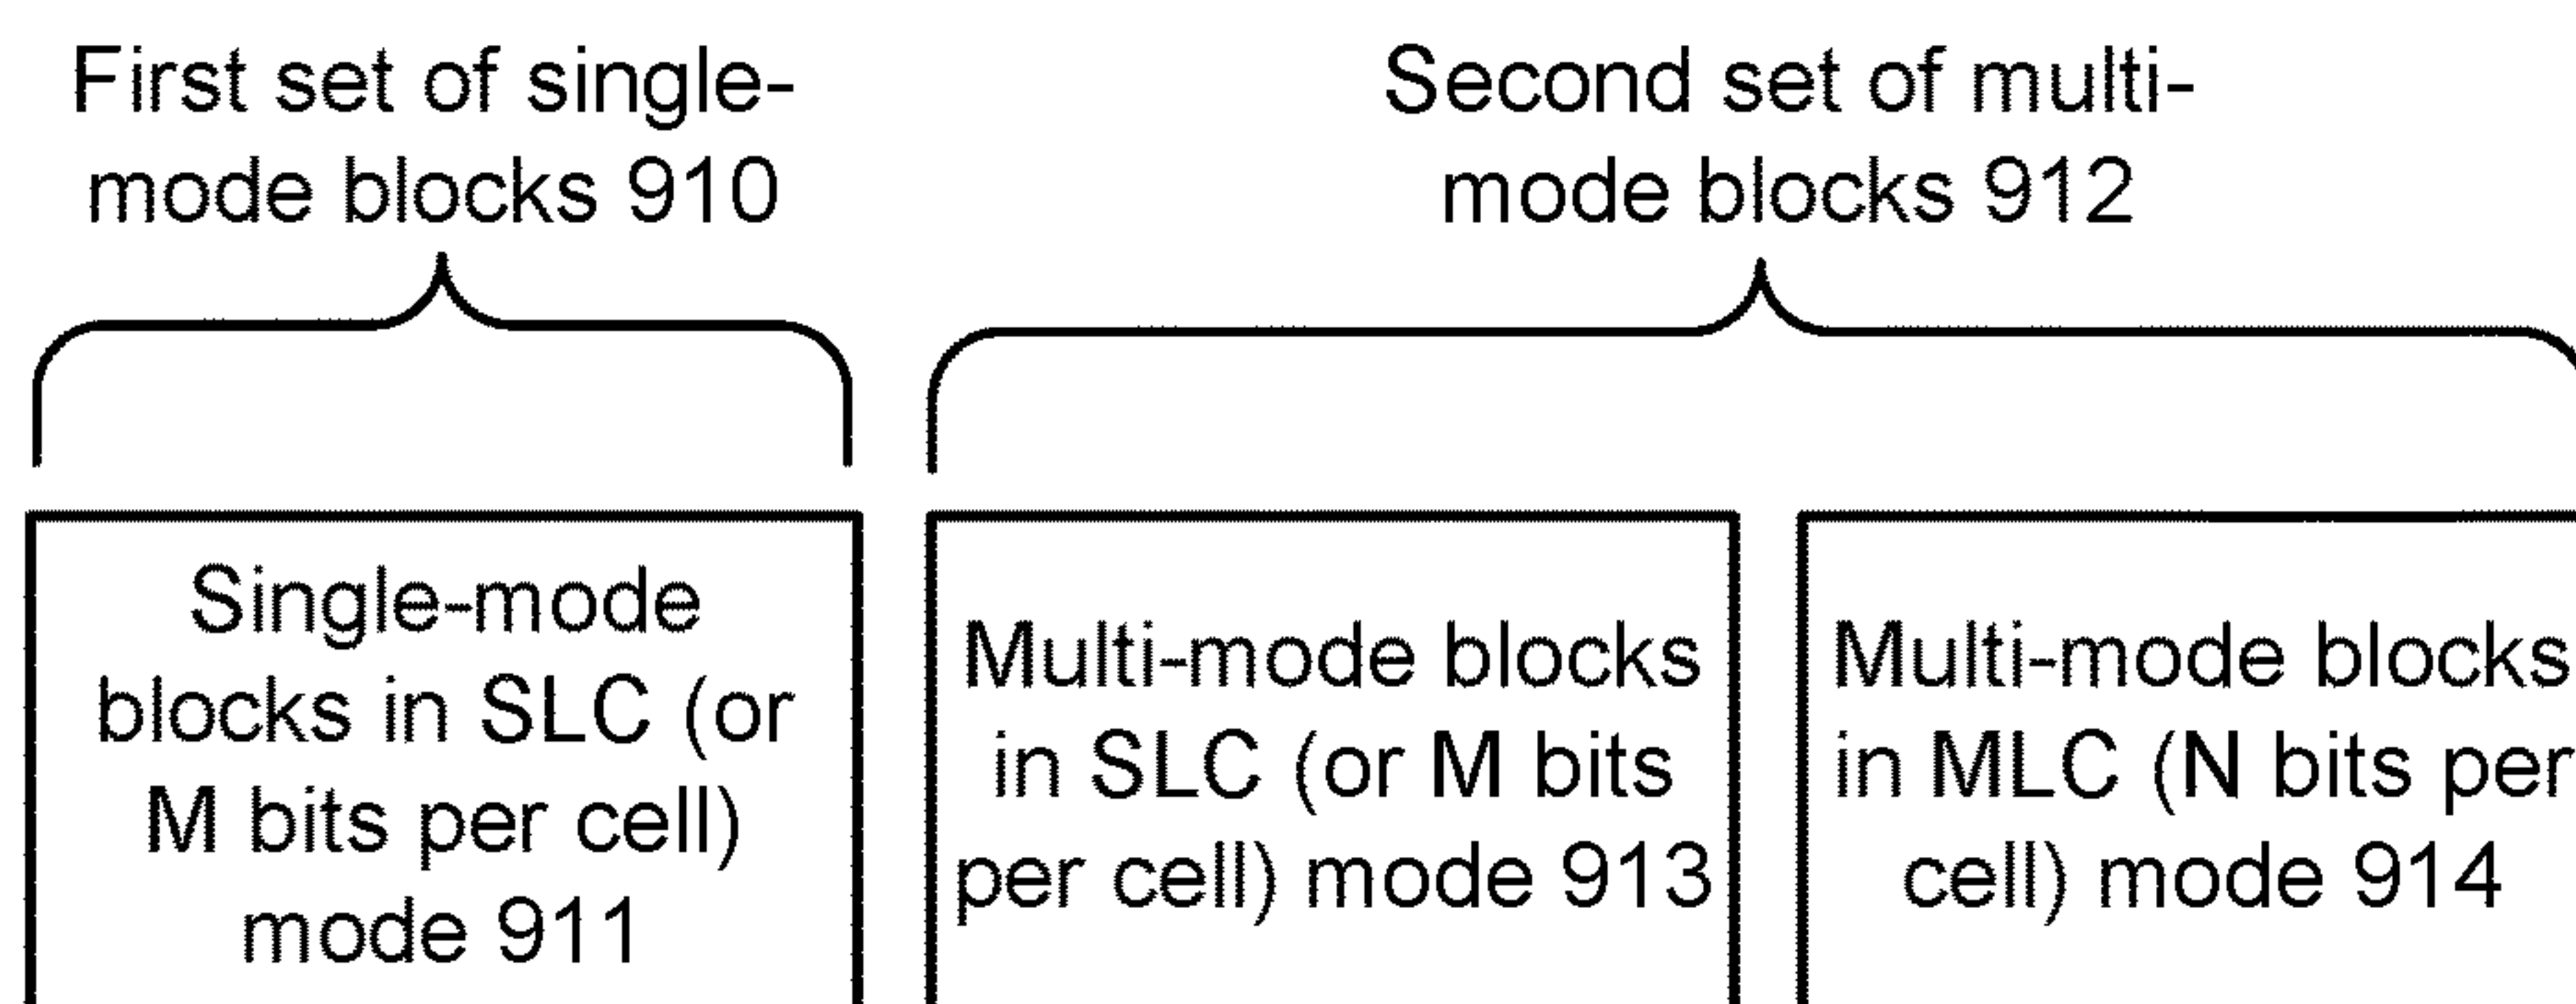 First set of single-
mode blocks 910
Second set of multi-
mode blocks 912
Single-mode
blocks in SLC (or
M bits per cell)
mode 911
Multi-mode blocks
in SLC (or M bits
per cell) mode 913
Multi-mode blocks
in MLC (N bits per
cell) mode 914